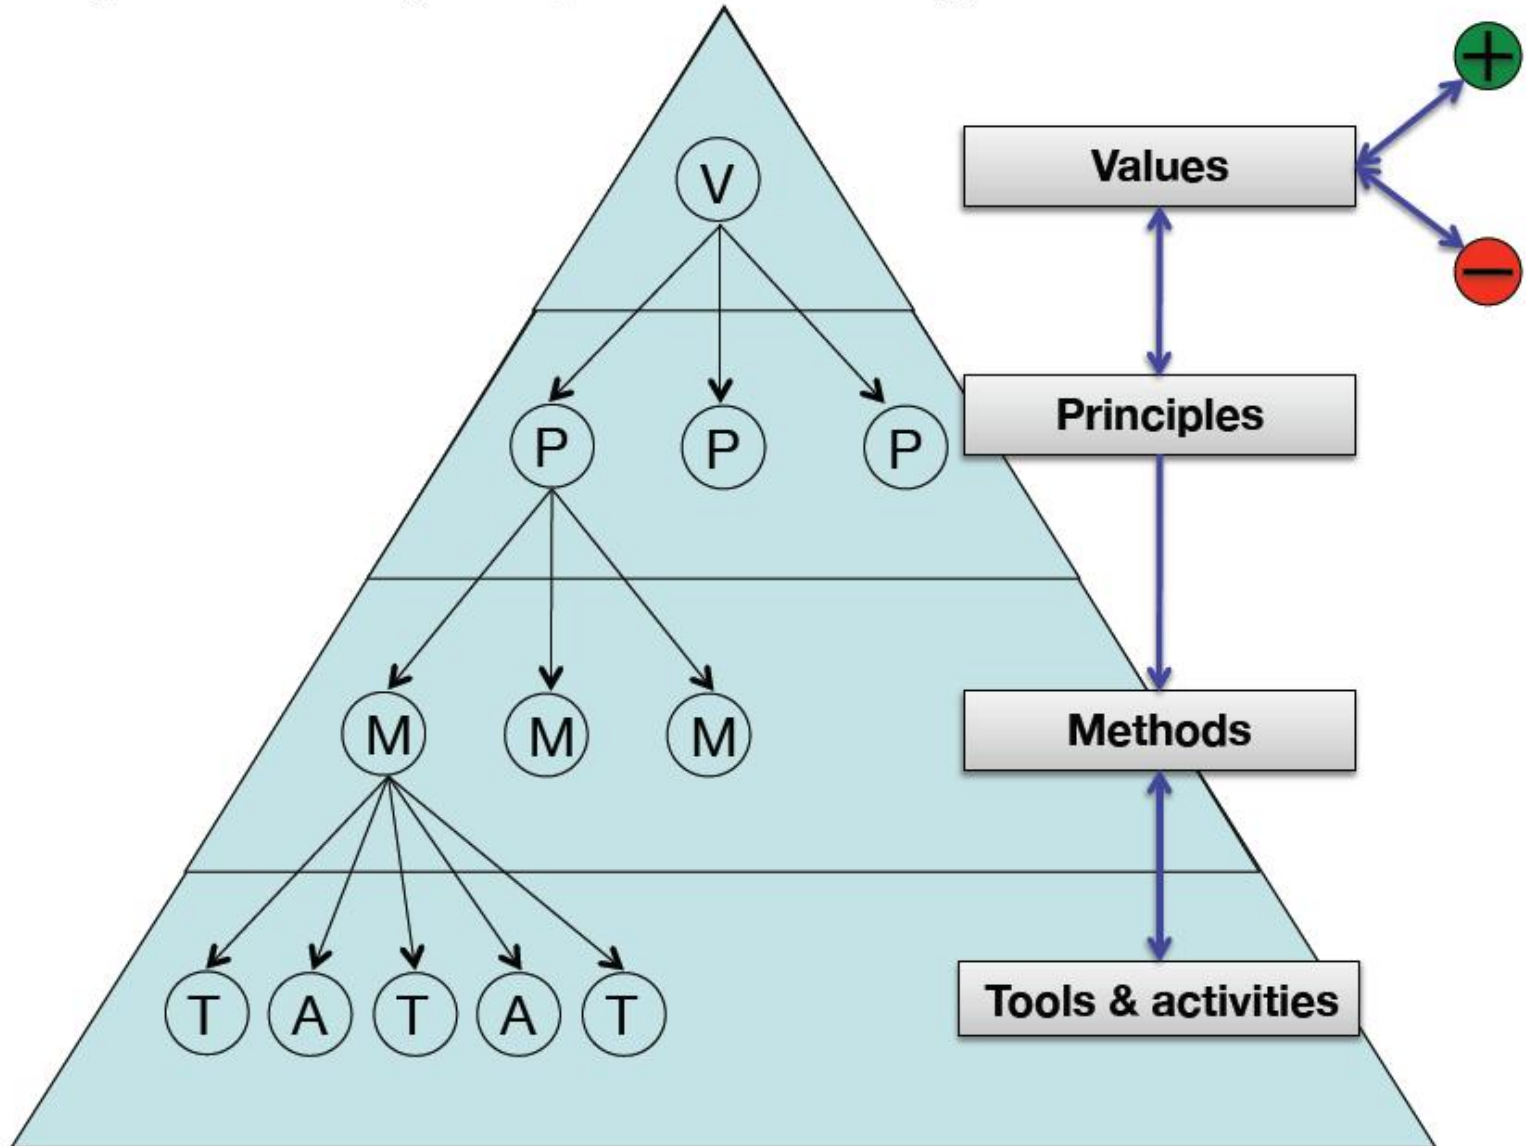 +
V
Values
−
P P P
Principles
M M M
Methods
T A T A T
Tools & activities